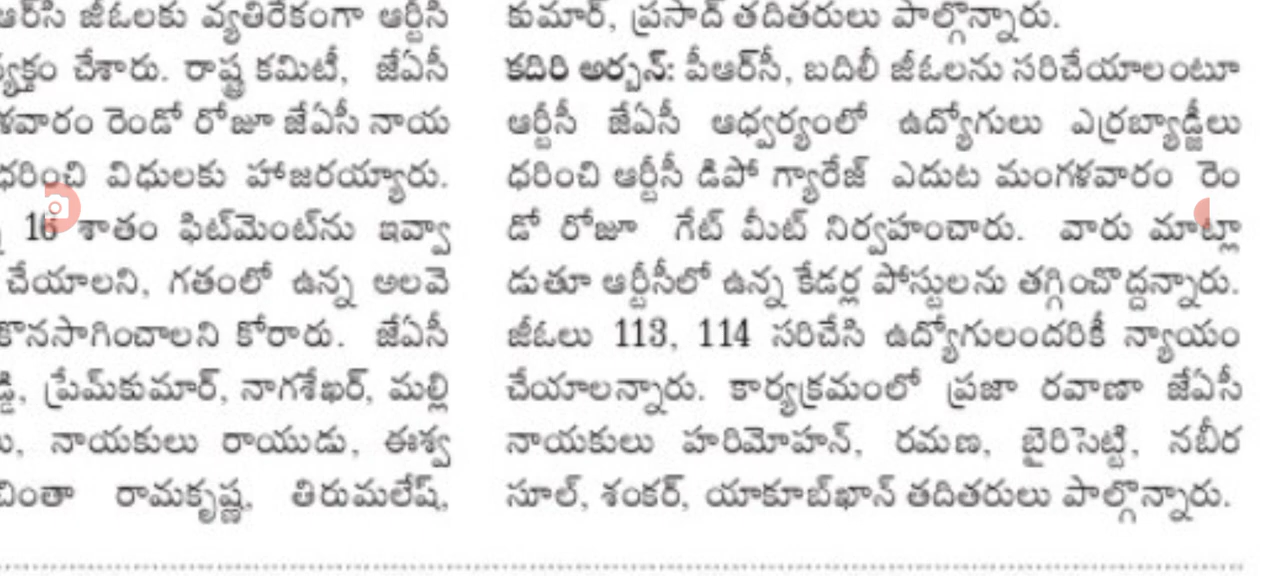 ఆర్‌సీ జీఓలకు వ్యతిరేకంగా ఆర్టీసీ
వ్యక్తం చేశారు. రాష్ట్ర కమిటీ, జేఏసీ
ళవారం రెండో రోజూ జేఏసీ నాయ
ధరించి విధులకు హాజరయ్యారు.
16 శాతం ఫిట్‌మెంట్‌ను ఇవ్వా
చేయాలని, గతంలో ఉన్న అలవె
కొనసాగించాలని కోరారు. జేఏసీ
డ్డి, ప్రేమ్‌కుమార్, నాగశేఖర్, మల్లి
, నాయకులు రాయుడు, ఈశ్వ
చింతా రామకృష్ణ, తిరుమలేష్,
కుమార్, ప్రసాద్ తదితరులు పాల్గొన్నారు.
కదిరి అర్బన్: పీఆర్‌సీ, బదిలీ జీఓలను సరిచేయాలంటూ
ఆర్టీసీ జేఏసీ ఆధ్వర్యంలో ఉద్యోగులు ఎర్రబ్యాడ్జీలు
ధరించి ఆర్టీసీ డిపో గ్యారేజ్ ఎదుట మంగళవారం రెం
డో రోజూ గేట్ మీట్ నిర్వహించారు. వారు మాట్లా
డుతూ ఆర్టీసీలో ఉన్న కేడర్ల పోస్టులను తగ్గించొద్దన్నారు.
జీఓలు 113, 114 సరిచేసి ఉద్యోగులందరికీ న్యాయం
చేయాలన్నారు. కార్యక్రమంలో ప్రజా రవాణా జేఏసీ
నాయకులు హరిమోహన్, రమణ, బైరిసెట్టి, నబీర
సూల్, శంకర్, యాకూబ్‌ఖాన్ తదితరులు పాల్గొన్నారు.